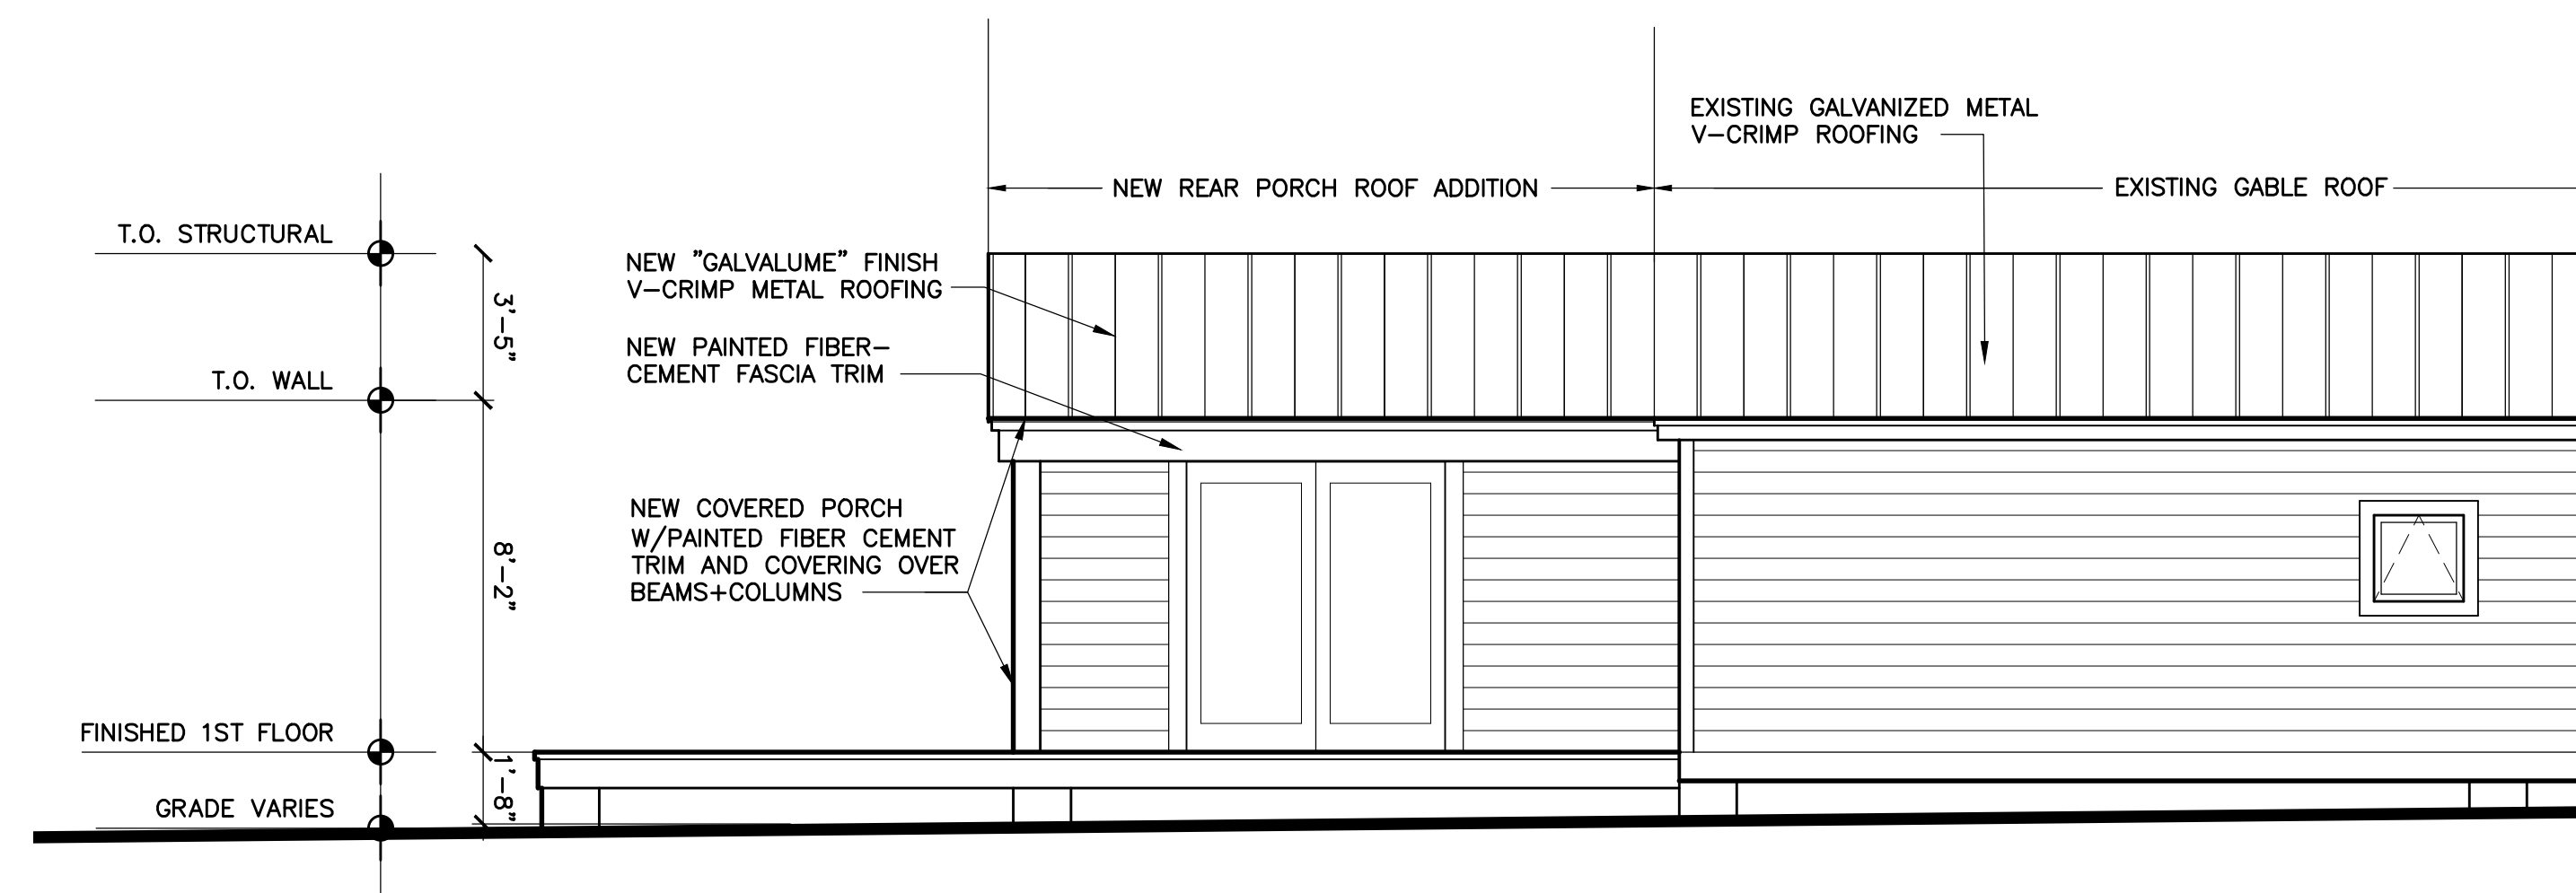 EXISTING GALVANIZED METAL
V-CRIMP ROOFING
NEW REAR PORCH ROOF ADDITION
EXISTING GABLE ROOF
T.O. STRUCTURAL
3'-5"
NEW "GALVALUME" FINISH
V-CRIMP METAL ROOFING
NEW PAINTED FIBER-
CEMENT FASCIA TRIM
T.O. WALL
8'-2"
NEW COVERED PORCH
W/PAINTED FIBER CEMENT
TRIM AND COVERING OVER
BEAMS+COLUMNS
FINISHED 1ST FLOOR
1'-8"
GRADE VARIES